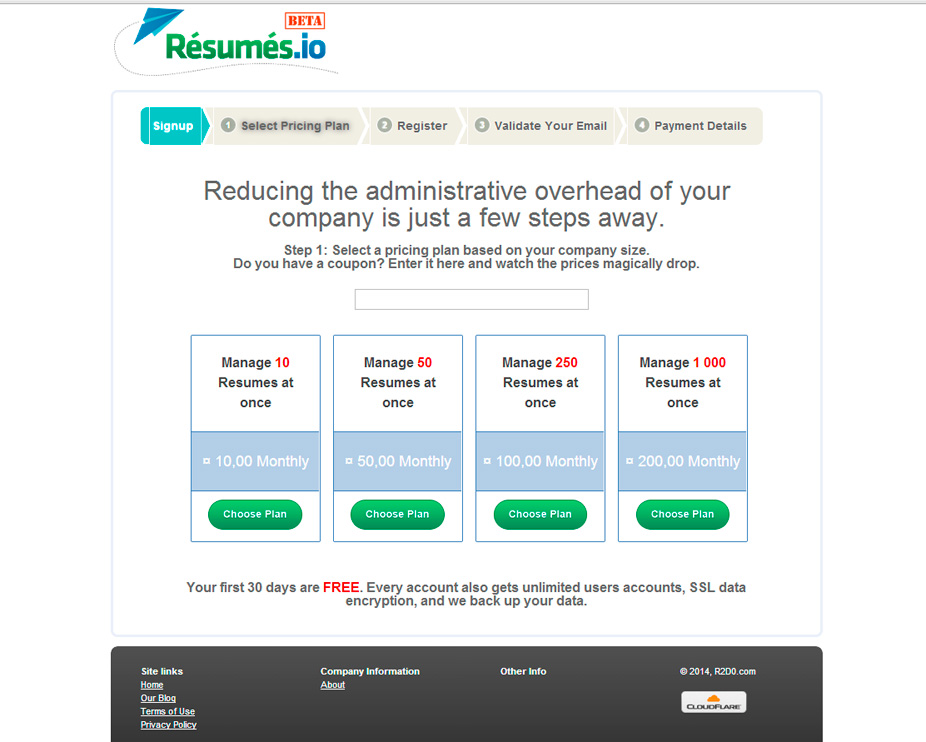 BETA
Résumés.io
Signup
1 Select Pricing Plan
2 Register
3 Validate Your Email
4 Payment Details
Reducing the administrative overhead of your
company is just a few steps away.
Step 1: Select a pricing plan based on your company size.
Do you have a coupon? Enter it here and watch the prices magically drop.
Manage 10
Resumes at
once
¤ 10,00 Monthly
Choose Plan
Manage 50
Resumes at
once
¤ 50,00 Monthly
Choose Plan
Manage 250
Resumes at
once
¤ 100,00 Monthly
Choose Plan
Manage 1 000
Resumes at
once
¤ 200,00 Monthly
Choose Plan
Your first 30 days are FREE. Every account also gets unlimited users accounts, SSL data
encryption, and we back up your data.
Site links
Home
Our Blog
Terms of Use
Privacy Policy
Company Information
About
Other Info
© 2014, R2D0.com
CLOUDFLARE